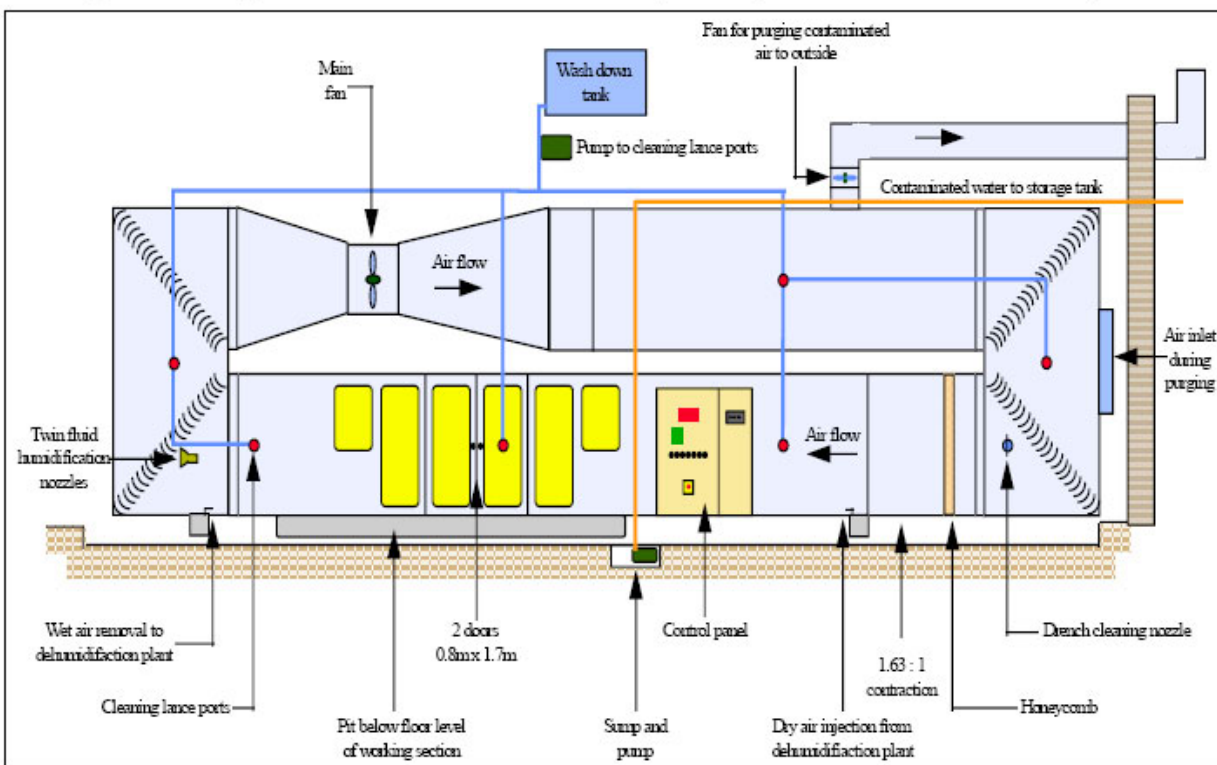 Fan for purging contaminated
air to outside
Main
fan
Wash down
tank
Pump to cleaning lance ports
Contaminated water to storage tank
Air flow
Air inlet
during
purging
Twin fluid
humidification
nozzles
Air flow
Wet air removal to
dehumidifaction plant
2 doors
0.8m x 1.7m
Control panel
1.63 : 1
contraction
Drench cleaning nozzle
Cleaning lance ports
Pit below floor level
of working section
Sump and
pump
Dry air injection from
dehumidifiaction plant
Honeycomb